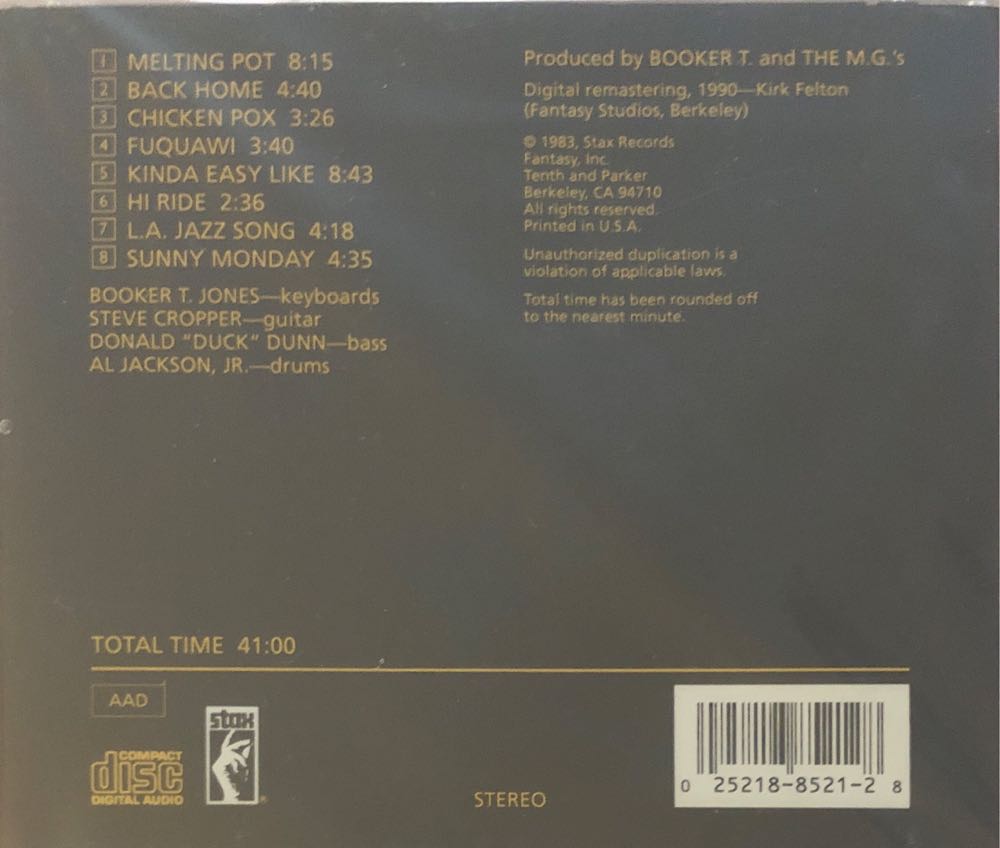 1 MELTING POT 8:15
2 BACK HOME 4:40
3 CHICKEN POX 3:26
4 FUQUAWI 3:40
5 KINDA EASY LIKE 8:43
6 HI RIDE 2:36
7 L.A. JAZZ SONG 4:18
8 SUNNY MONDAY 4:35
BOOKER T. JONES—keyboards
STEVE CROPPER—guitar
DONALD "DUCK" DUNN—bass
AL JACKSON, JR.—drums
Produced by BOOKER T. and THE M.G.'s
Digital remastering, 1990—Kirk Felton
(Fantasy Studios, Berkeley)
© 1983, Stax Records
Fantasy, Inc.
Tenth and Parker
Berkeley, CA 94710
All rights reserved.
Printed in U.S.A.
Unauthorized duplication is a
violation of applicable laws.
Total time has been rounded off
to the nearest minute.
TOTAL TIME 41:00
AAD
COMPACT
disc
DIGITAL AUDIO
stax
®
STEREO
0 25218-8521-2 8